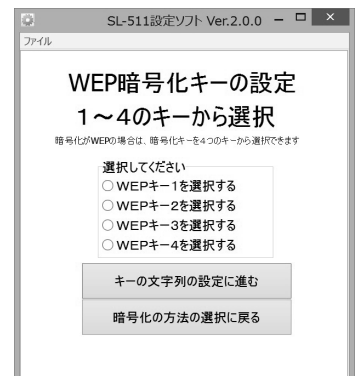 SL-511設定ソフト Ver.2.0.0
ファイル
WEP暗号化キーの設定
1～4のキーから選択
暗号化がWEPの場合は、暗号化キーを4つのキーから選択できます
選択してください
WEPキー1を選択する
WEPキー2を選択する
WEPキー3を選択する
WEPキー4を選択する
キーの文字列の設定に進む
暗号化の方法の選択に戻る